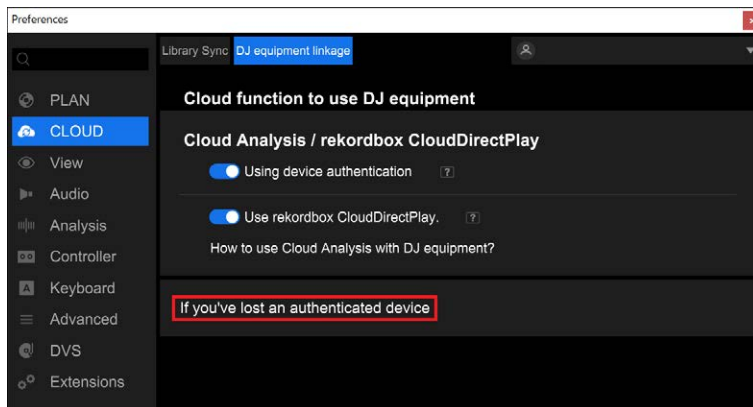 Preferences
Library Sync
DJ equipment linkage
PLAN
CLOUD
View
Audio
Analysis
Controller
Keyboard
Advanced
DVS
Extensions
Cloud function to use DJ equipment
Cloud Analysis / rekordbox CloudDirectPlay
Using device authentication ?
Use rekordbox CloudDirectPlay. ?
How to use Cloud Analysis with DJ equipment?
If you've lost an authenticated device